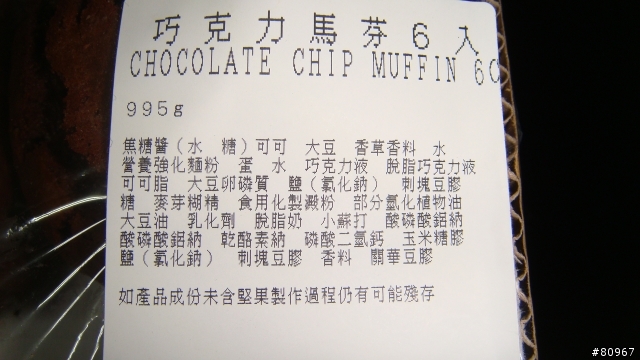 巧克力馬芬6入
CHOCOLATE CHIP MUFFIN 6C
995g
焦糖醬(水 糖)可可 大豆 香草香料 水
營養強化麵粉 蛋 水 巧克力液 脫脂巧克力液
可可脂 大豆卵磷質 鹽(氯化鈉) 刺塊豆膠
糖 麥芽糊精 食用化製澱粉 部分氫化植物油
大豆油 乳化劑 脫脂奶 小蘇打 酸磷酸鋁納
酸磷酸鋁納 乾酪素納 磷酸二氫鈣 玉米糖膠
鹽(氯化鈉) 刺塊豆膠 香料 關華豆膠
如產品成份未含堅果製作過程仍有可能殘存
#80967